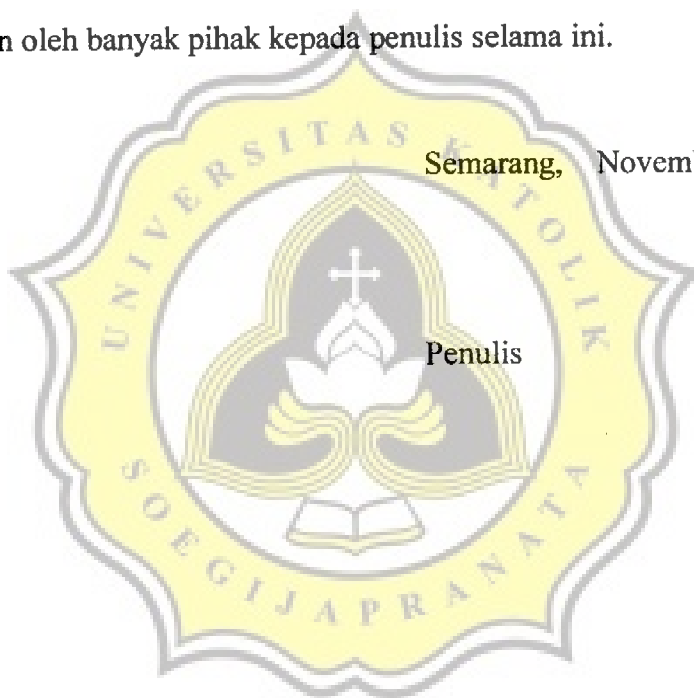 n oleh banyak pihak kepada penulis selama ini.
Semarang, Novem
Penulis
UNIVERSITAS KATOLIK
SOEGIJAPRANATA